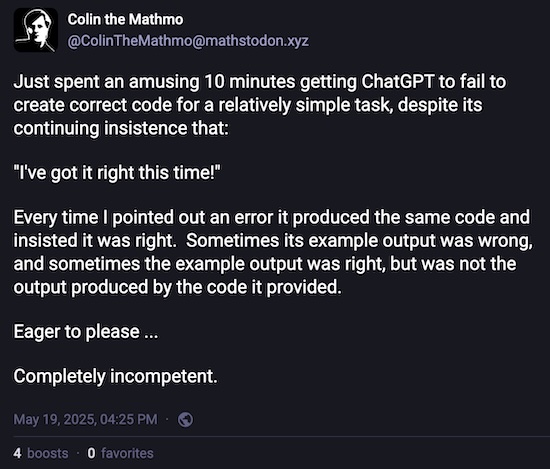 Colin the Mathmo
@ColinTheMathmo@mathstodon.xyz
Just spent an amusing 10 minutes getting ChatGPT to fail to
create correct code for a relatively simple task, despite its
continuing insistence that:
"I've got it right this time!"
Every time I pointed out an error it produced the same code and
insisted it was right.  Sometimes its example output was wrong,
and sometimes the example output was right, but was not the
output produced by the code it provided.
Eager to please ...
Completely incompetent.
May 19, 2025, 04:25 PM ·
4 boosts · 0 favorites